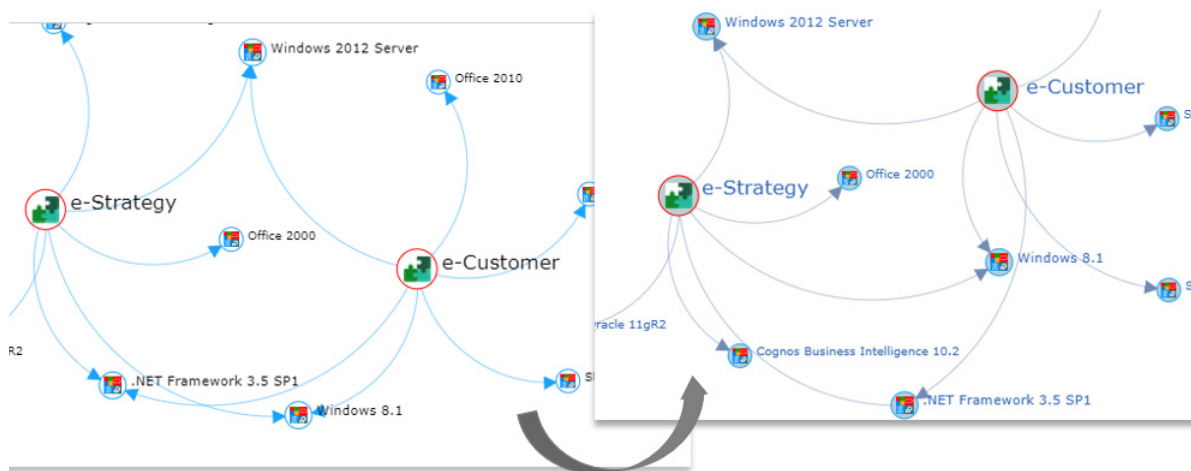 Windows 2012 Server
Office 2010
e-Strategy
Office 2000
e-Customer
R2
.NET Framework 3.5 SP1
Windows 8.1
Windows 2012 Server
e-Customer
e-Strategy
Office 2000
Windows 8.1
racle 11gR2
Cognos Business Intelligence 10.2
.NET Framework 3.5 SP1